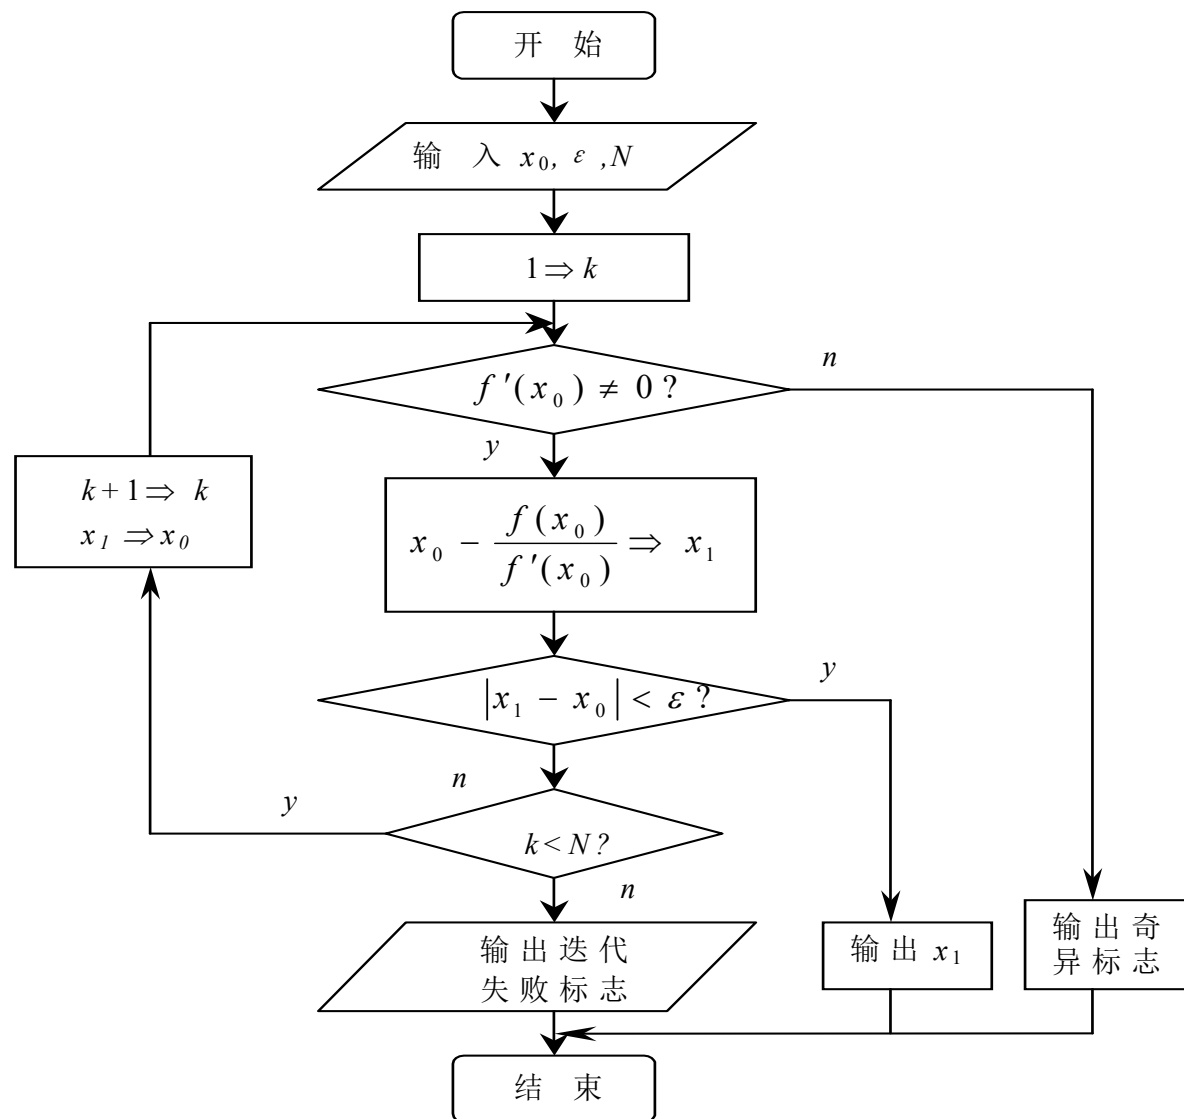 开 始
输 入 x₀, ε ,N
1⇒k
n
f′(x₀) ≠ 0?
y
k+1⇒ k
x₁ ⇒x₀
x₀ − f(x₀)/f′(x₀) ⇒ x₁
y
|x₁ − x₀| < ε?
n
y
k<N?
n
输出迭代
失败标志
输出 x₁
输出奇
异标志
结 束